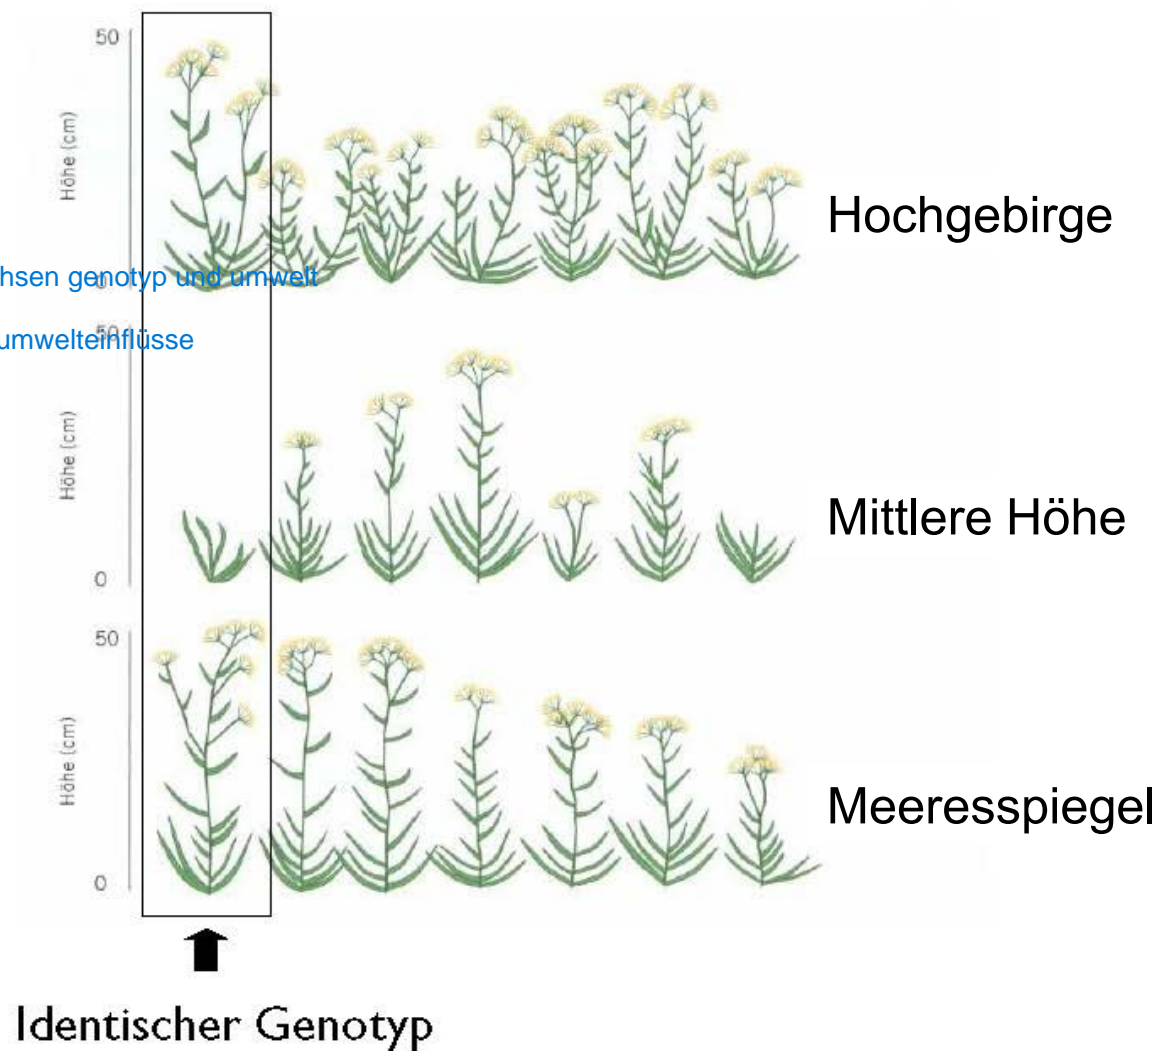 50
Höhe (cm)
Hochgebirge
hsen genotyp und umwelt
0
50
umwelteinflüsse
Höhe (cm)
Mittlere Höhe
0
50
Höhe (cm)
Meeresspiegel
0
Identischer Genotyp